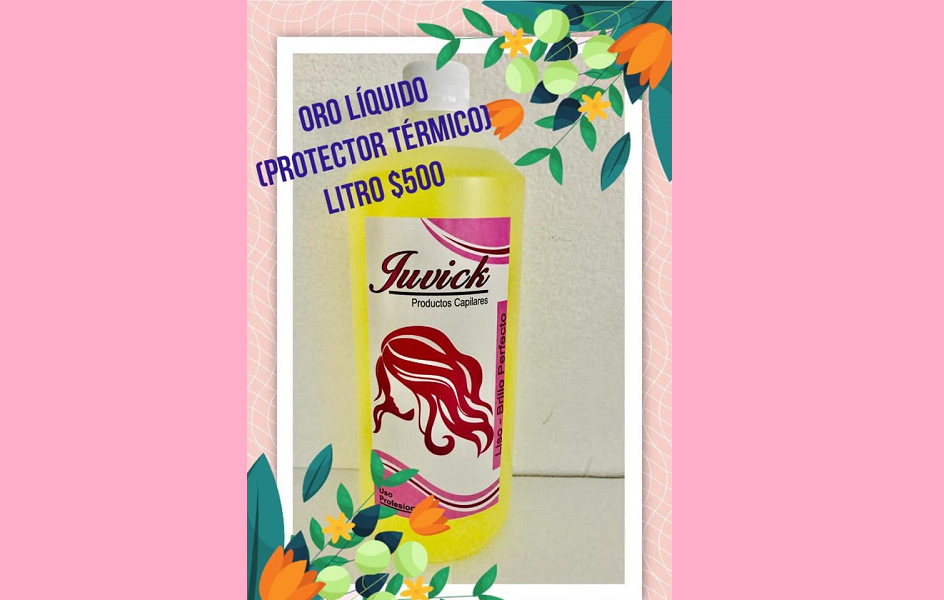 ORO LÍQUIDO
(PROTECTOR TÉRMICO)
LITRO $500
Juvick
Productos Capilares
Liso - Brillo Perfecto
Uso